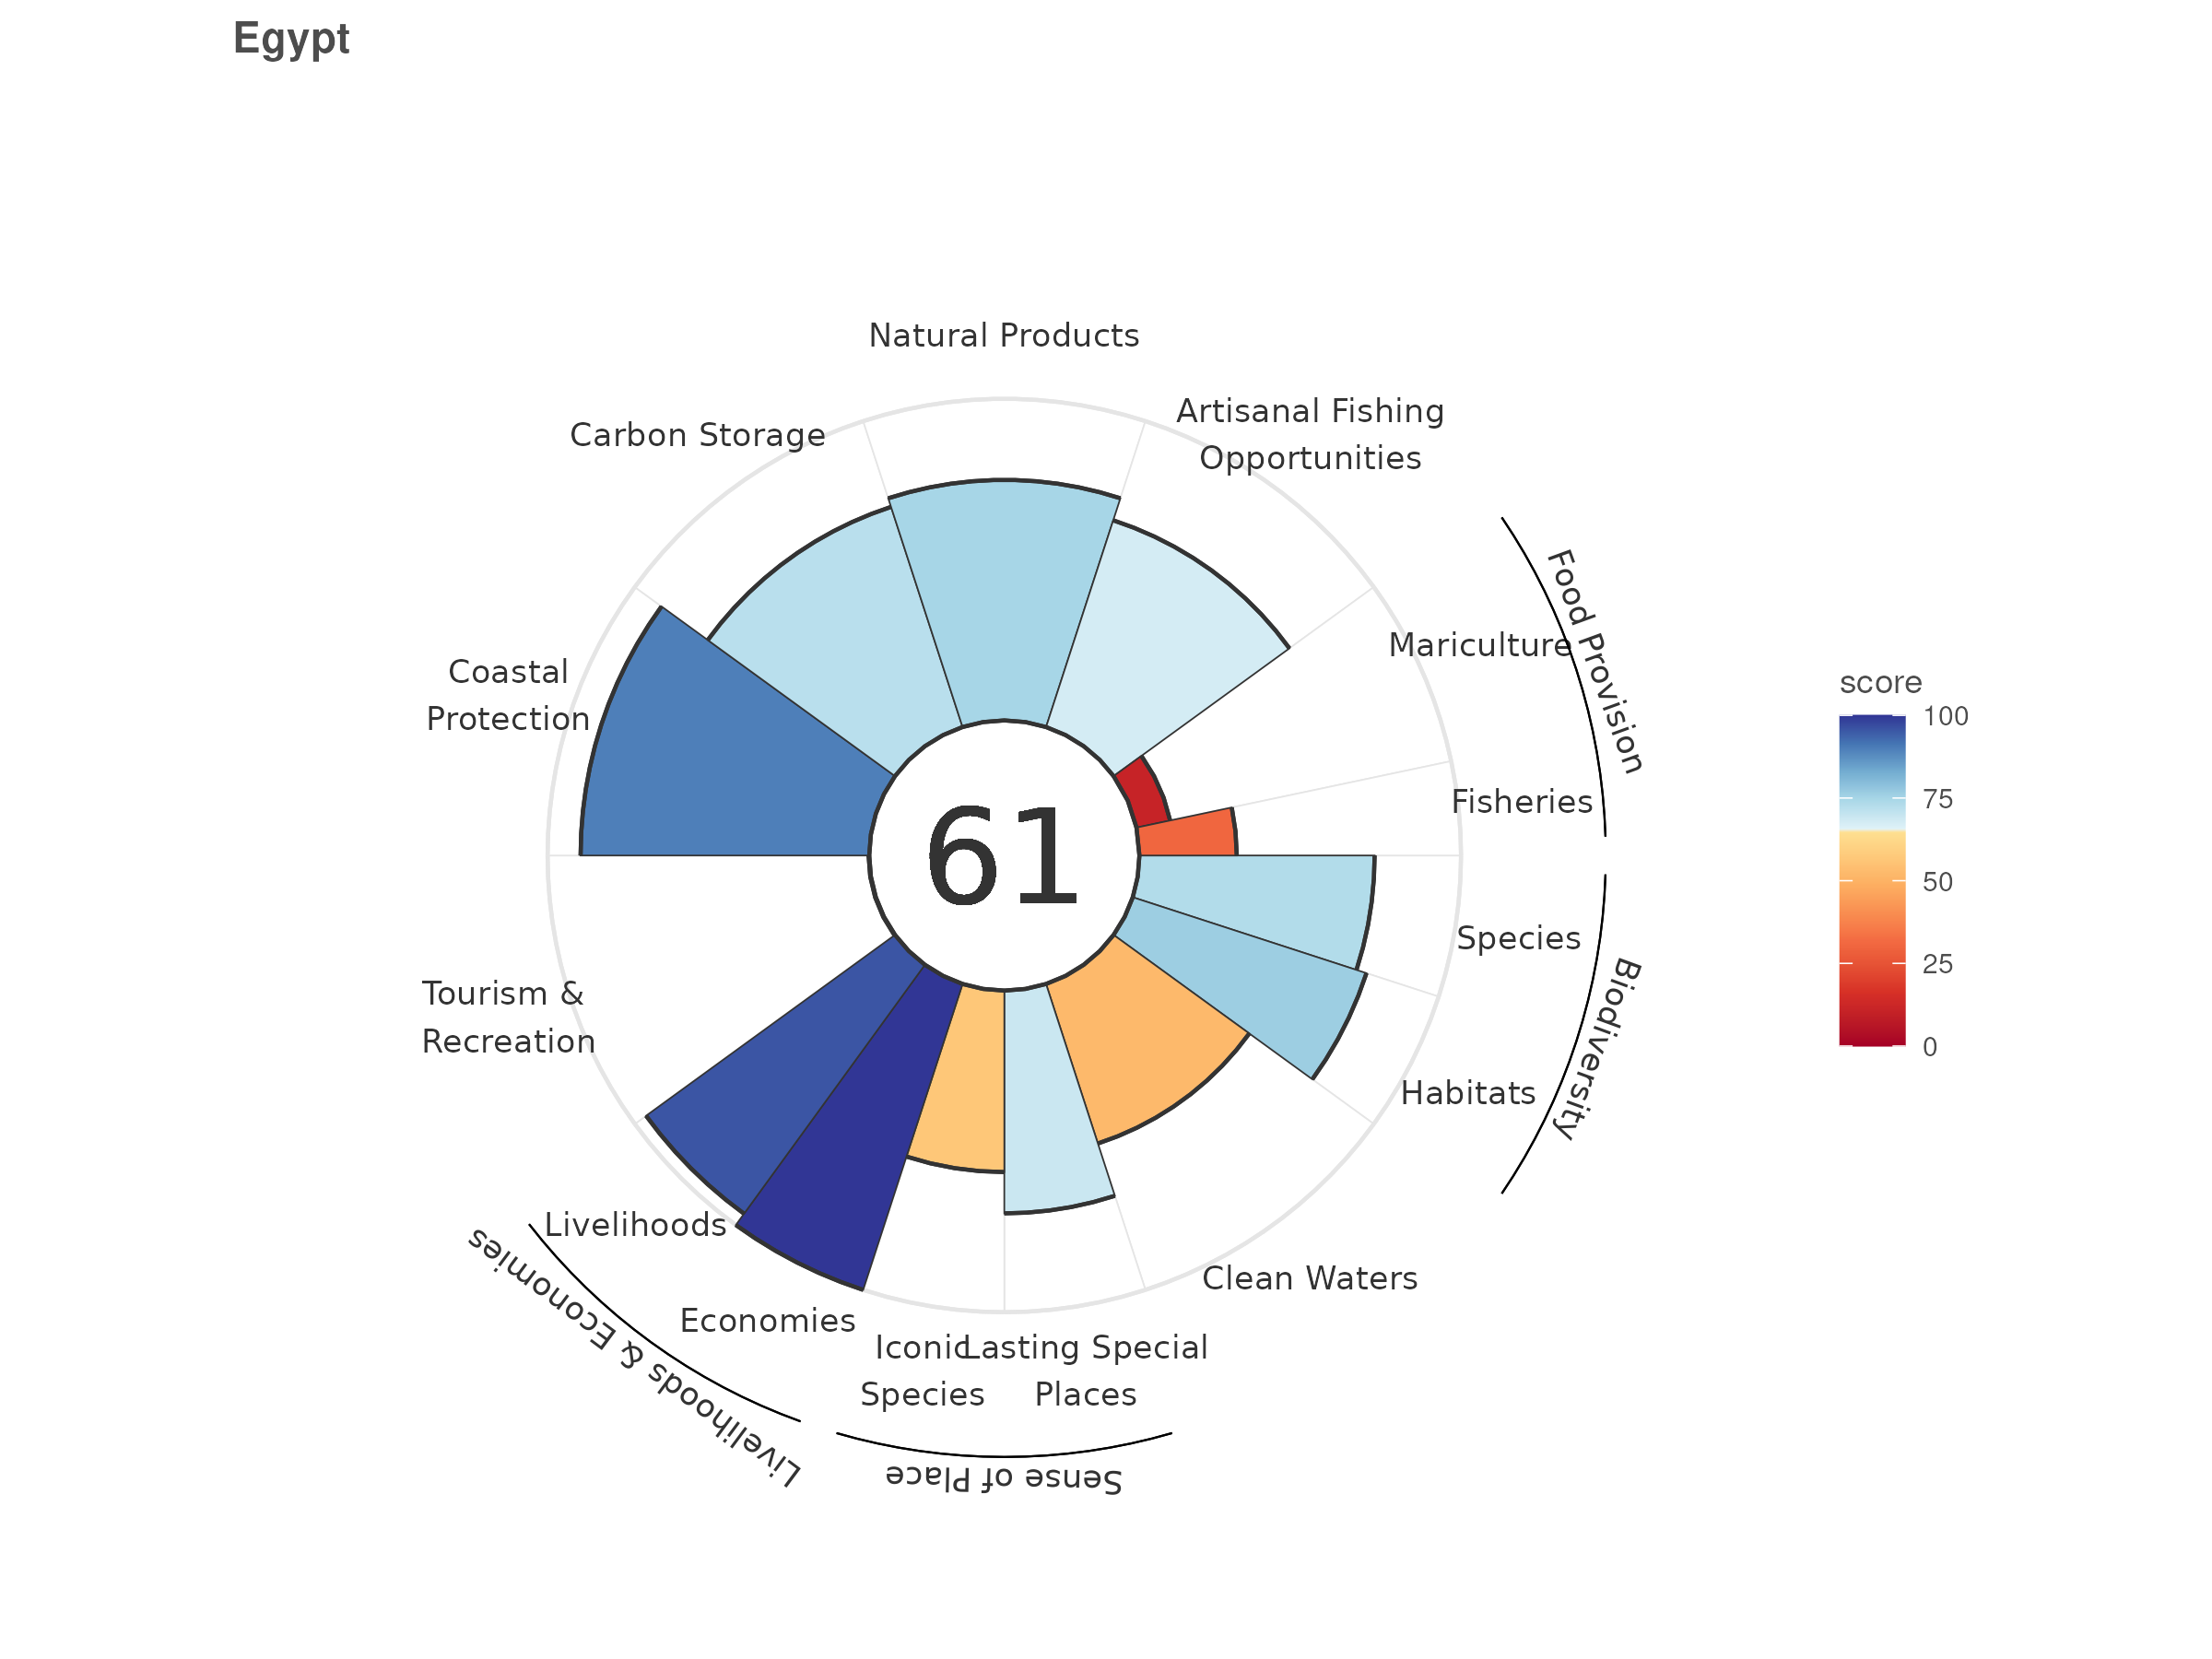 Egypt
Natural Products
Artisanal Fishing
Opportunities
Carbon Storage
Mariculture
Food Provision
Coastal
Protection
Fisheries
61
Species
Biodiversity
Habitats
Tourism &
Recreation
Clean Waters
Livelihoods
Economies
Livelihoods & Economies
Iconic
Species
Lasting Special
Places
Sense of Place
score
100
75
50
25
0